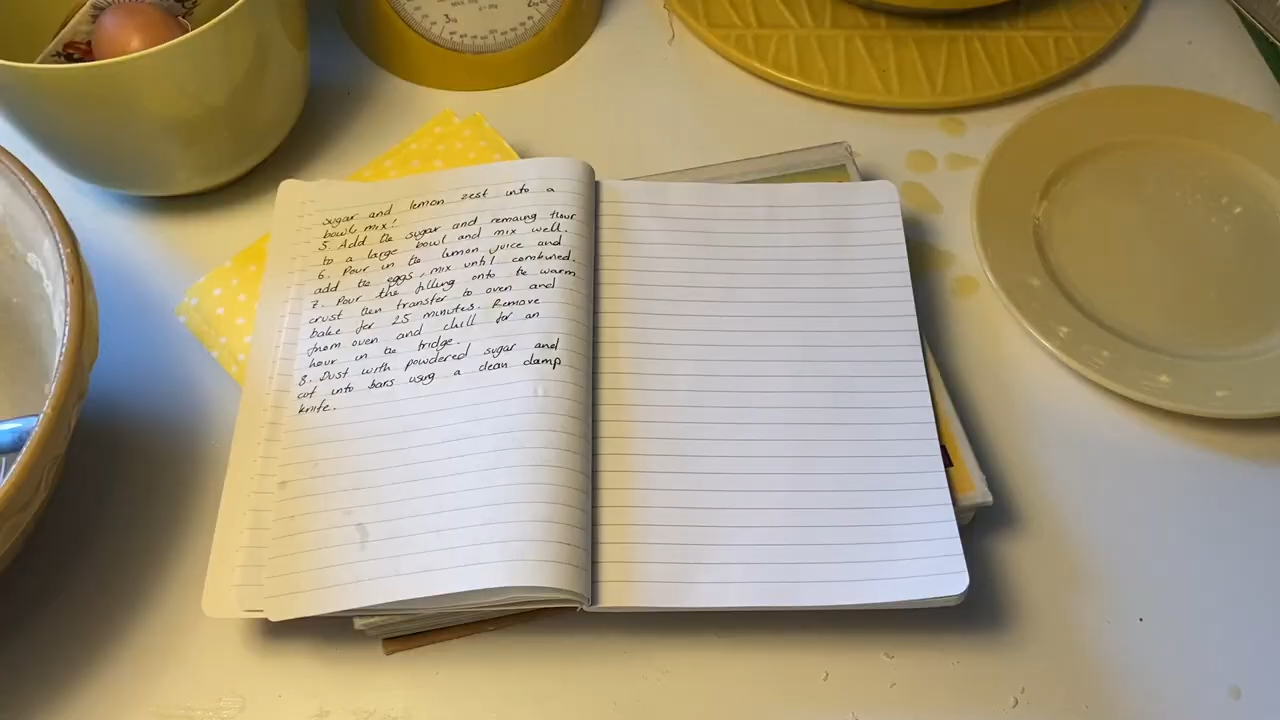 sugar and lemon zest into a
bowl mix!
5. Add the sugar and remaing flour
to a large bowl and mix well.
6. Pour in the lemon juice and
add the eggs, mix until combined.
7. Pour the filling onto the warm
crust then transfer to oven and
bake for 25 minutes. Remove
from oven and chill for an
hour in the fridge.
8. Dust with powdered sugar and
cut into bars using a clean damp
knife.